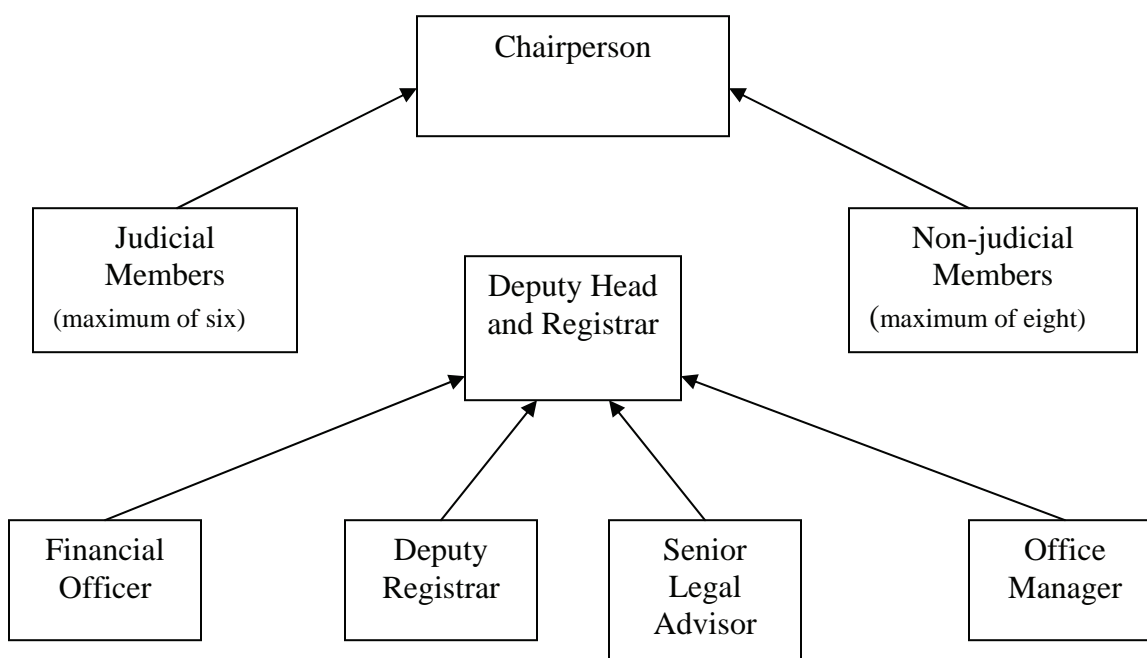 Chairperson
Judicial
Members
(maximum of six)
Non-judicial
Members
(maximum of eight)
Deputy Head
and Registrar
Financial
Officer
Deputy
Registrar
Senior
Legal
Advisor
Office
Manager